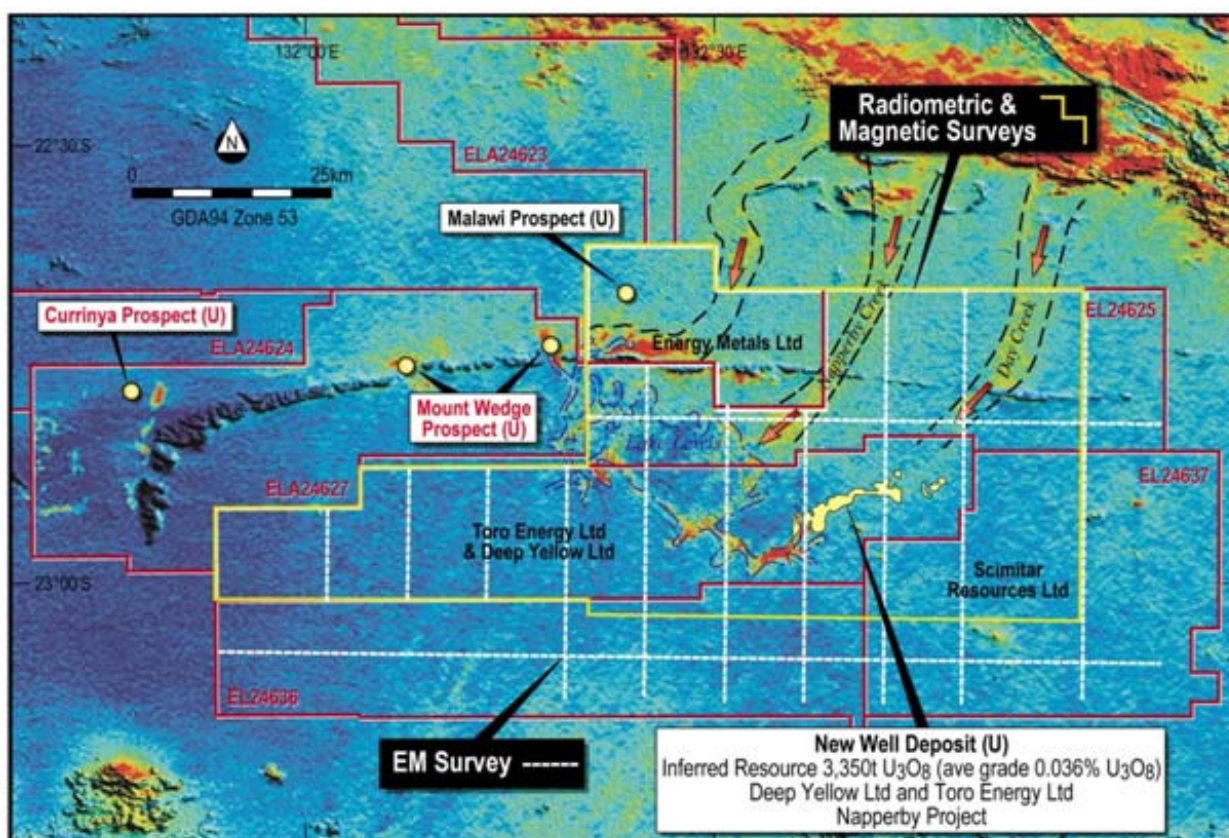 132°00'E
132°30'E
22°30'S
N
0
25km
GDA94 Zone 53
ELA24623
Radiometric &
Magnetic Surveys
Malawi Prospect (U)
Currinya Prospect (U)
ELA24624
EL24625
Energy Metals Ltd
Napperby Creek
Day Creek
Mount Wedge
Prospect (U)
Lake Lewis
ELA24627
EL24637
Toro Energy Ltd
& Deep Yellow Ltd
23°00'S
Scimitar
Resources Ltd
EL24636
EM Survey ------
New Well Deposit (U)
Inferred Resource 3,350t U₃O₈ (ave grade 0.036% U₃O₈)
Deep Yellow Ltd and Toro Energy Ltd
Napperby Project